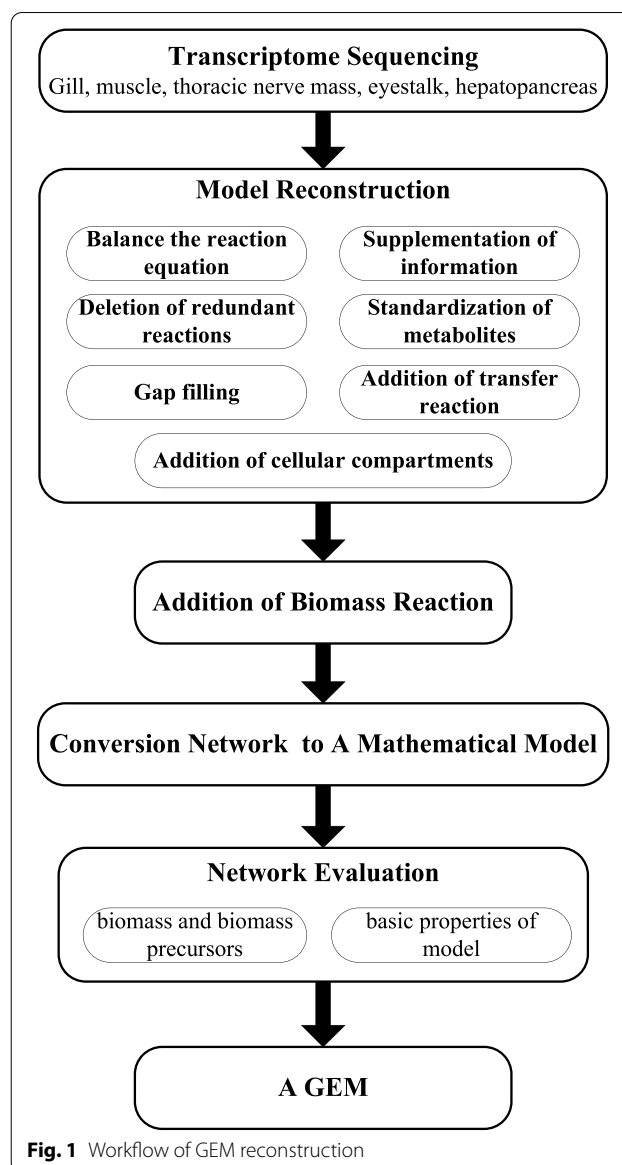 Transcriptome Sequencing
Gill, muscle, thoracic nerve mass, eyestalk, hepatopancreas
Model Reconstruction
Balance the reaction
equation
Supplementation of
information
Deletion of redundant
reactions
Standardization of
metabolites
Gap filling
Addition of transfer
reaction
Addition of cellular compartments
Addition of Biomass Reaction
Conversion Network to A Mathematical Model
Network Evaluation
biomass and biomass
precursors
basic properties of
model
A GEM
Fig. 1 Workflow of GEM reconstruction